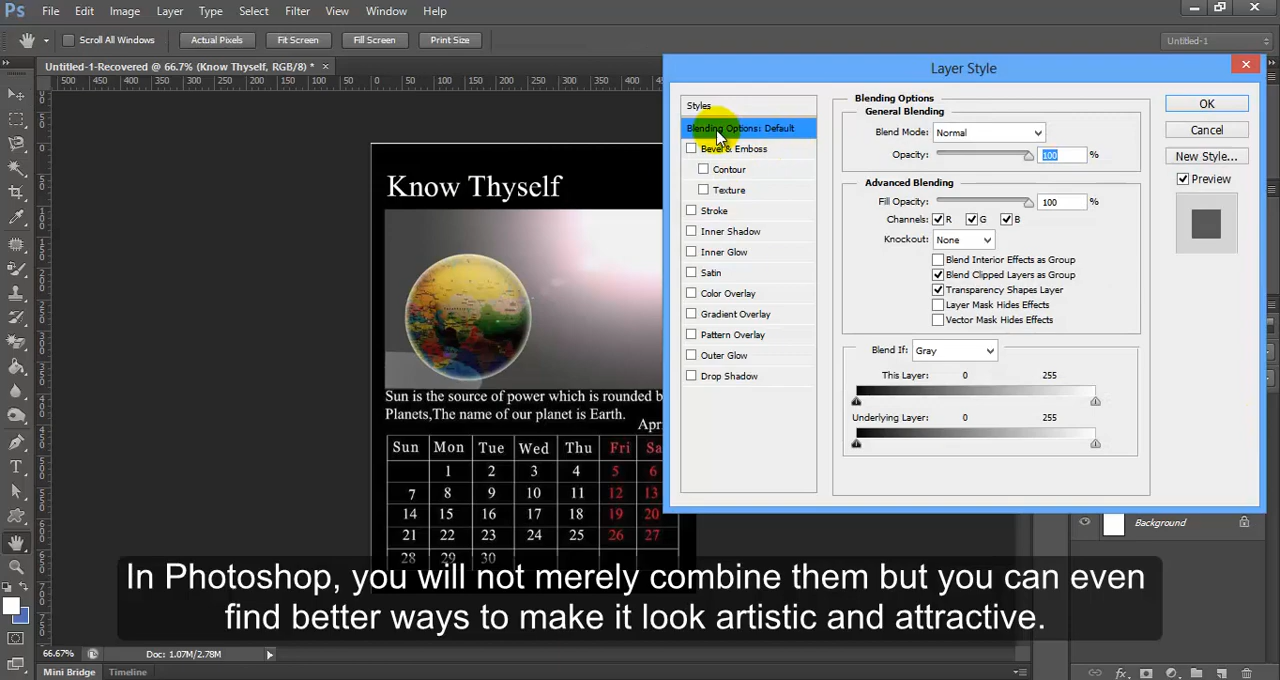 Ps File Edit Image Layer Type Select Filter View Window Help
Scroll All Windows Actual Pixels Fit Screen Fill Screen Print Size Untitled-1
Untitled-1-Recovered @ 66.7% (Know Thyself, RGB/8) * ×
500 400 300 200 100 0 100 200 300 400
Layer Style
Styles
Blending Options: Default
Bevel & Emboss
Contour
Texture
Stroke
Inner Shadow
Inner Glow
Satin
Color Overlay
Gradient Overlay
Pattern Overlay
Outer Glow
Drop Shadow
Blending Options
General Blending
Blend Mode: Normal
Opacity: 100 %
Advanced Blending
Fill Opacity: 100 %
Channels: R G B
Knockout: None
Blend Interior Effects as Group
Blend Clipped Layers as Group
Transparency Shapes Layer
Layer Mask Hides Effects
Vector Mask Hides Effects
Blend If: Gray
This Layer: 0 255
Underlying Layer: 0 255
OK
Cancel
New Style...
Preview
Know Thyself
Sun is the source of power which is rounded b
Planets,The name of our planet is Earth.
Apr
Sun Mon Tue Wed Thu Fri Sa
1 2 3 4 5 6
7 8 9 10 11 12 13
14 15 16 17 18 19 20
21 22 23 24 25 26 27
28 29 30
Background
In Photoshop, you will not merely combine them but you can even
find better ways to make it look artistic and attractive.
66.67% Doc: 1.07M/2.78M
Mini Bridge Timeline